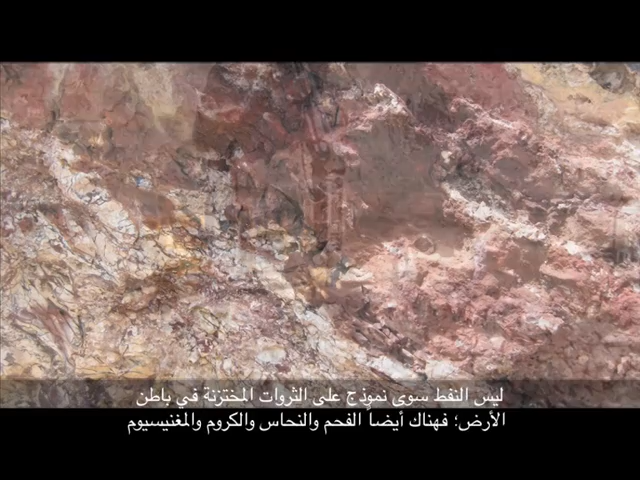 ليس النفط سوى نموذج على الثروات المختزنة في باطن
الأرض؛ فهناك أيضاً الفحم والنحاس والكروم والمغنيسيوم